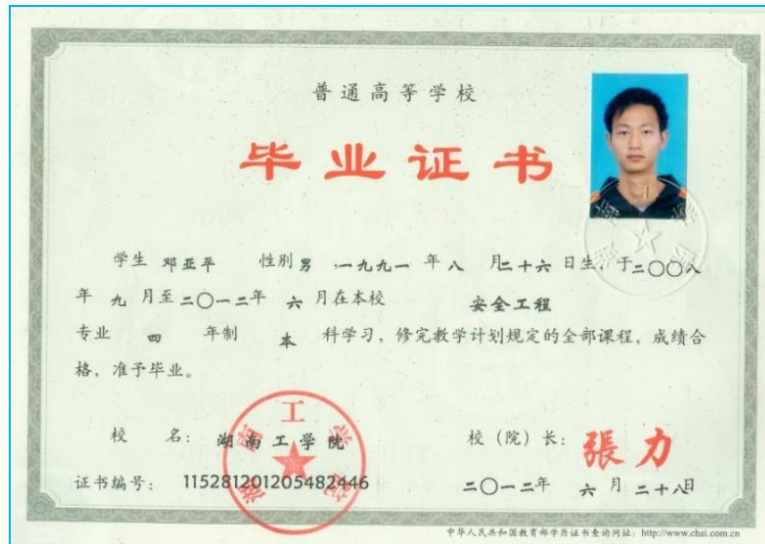 普通高等学校
毕业证书
学生 邓亚平 性别 男 ,一九九一 年 八 月 二十六 日生,于 二〇〇八
年 九 月至 二〇一二 年 六 月在本校 安全工程
专业 四 年制 本 科学习,修完教学计划规定的全部课程,成绩合
格,准予毕业。
校 名: 湖南工学院 校(院)长: 張力
证书编号: 115281201205482446 二〇一二年 六 月 二十八日
中华人民共和国教育部学历证书查询网址:http://www.chsi.com.cn
湖南工学院